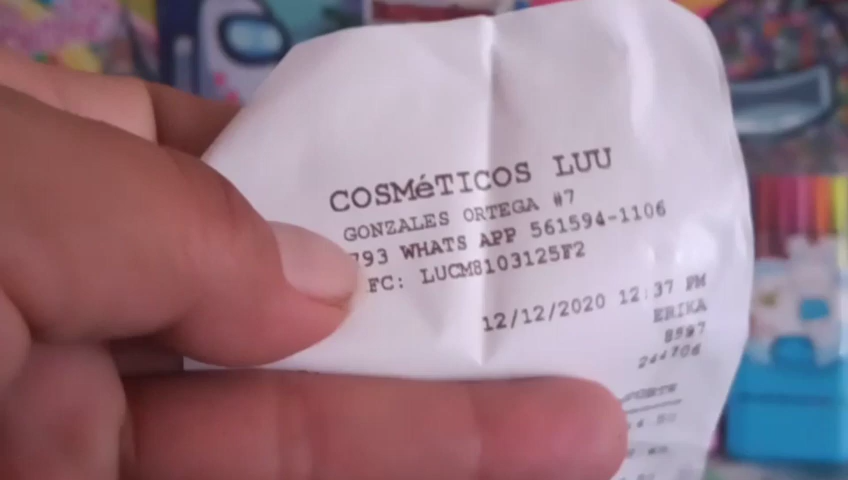 COSMéTICOS LUU
GONZALES ORTEGA #7
793 WHATS APP 561594-1106
FC: LUCM8103125F2
12/12/2020 12:37 PM
ERIKA
8587
244706